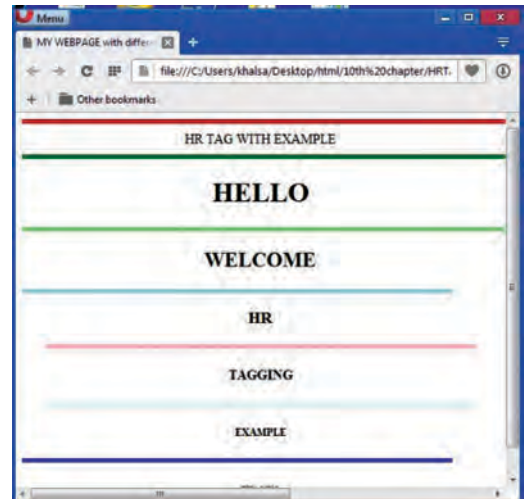 Menu
MY WEBPAGE with differ
file:///C:/Users/khalsa/Desktop/html/10th%20chapter/HRT.
Other bookmarks
HR TAG WITH EXAMPLE
HELLO
WELCOME
HR
TAGGING
EXAMPLE